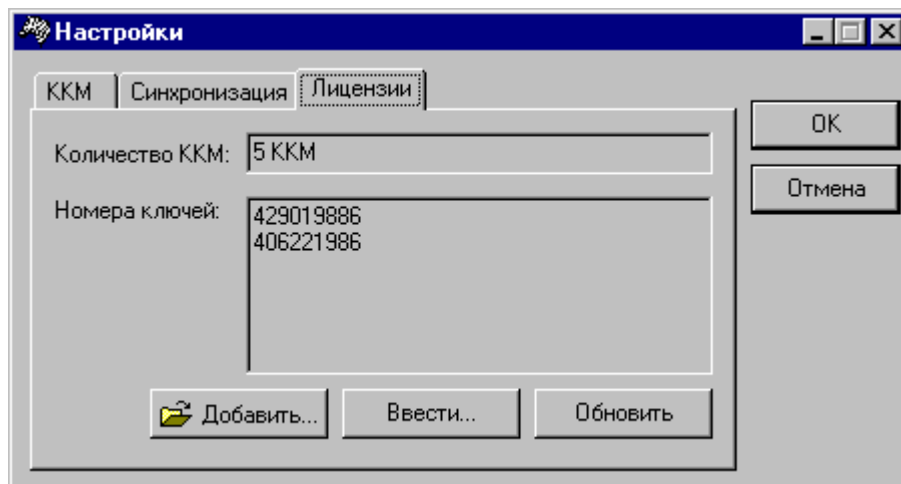 Настройки
ККМ Синхронизация Лицензии
Количество ККМ: 5 ККМ
Номера ключей: 429019886
406221986
Добавить... Ввести... Обновить
OK
Отмена